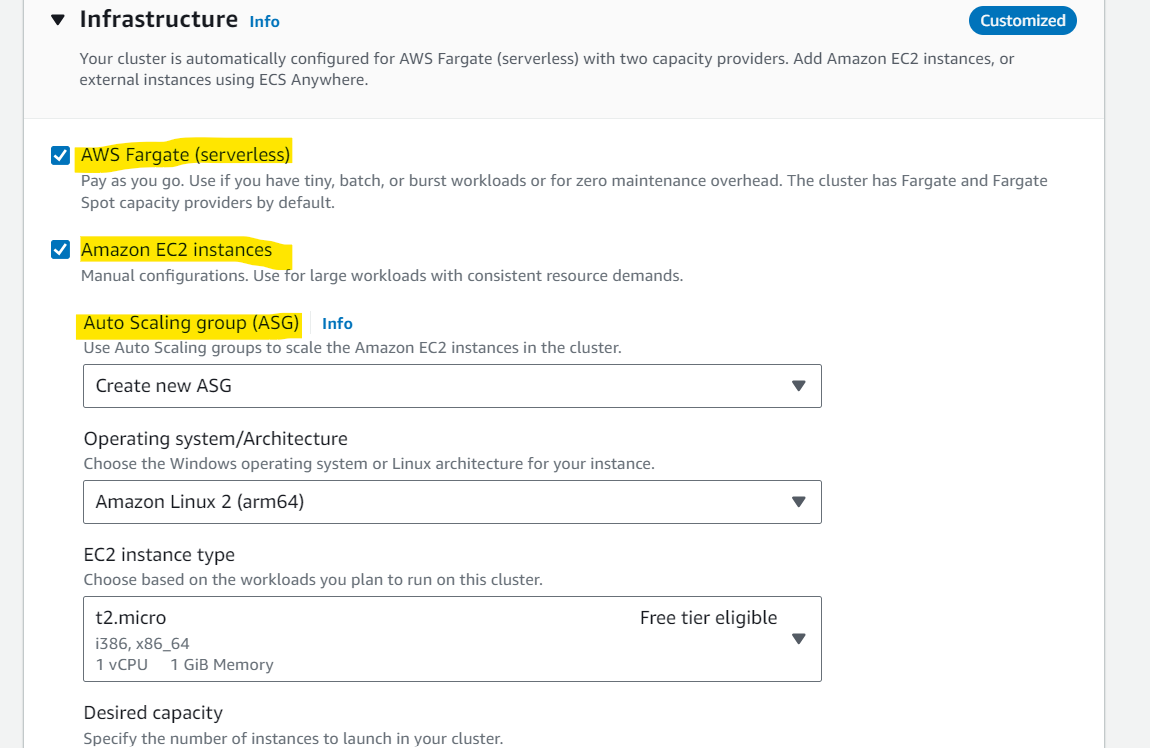 Infrastructure Info
Customized
Your cluster is automatically configured for AWS Fargate (serverless) with two capacity providers. Add Amazon EC2 instances, or
external instances using ECS Anywhere.
AWS Fargate (serverless)
Pay as you go. Use if you have tiny, batch, or burst workloads or for zero maintenance overhead. The cluster has Fargate and Fargate
Spot capacity providers by default.
Amazon EC2 instances
Manual configurations. Use for large workloads with consistent resource demands.
Auto Scaling group (ASG) Info
Use Auto Scaling groups to scale the Amazon EC2 instances in the cluster.
Create new ASG
Operating system/Architecture
Choose the Windows operating system or Linux architecture for your instance.
Amazon Linux 2 (arm64)
EC2 instance type
Choose based on the workloads you plan to run on this cluster.
t2.micro Free tier eligible
i386, x86_64
1 vCPU 1 GiB Memory
Desired capacity
Specify the number of instances to launch in your cluster.